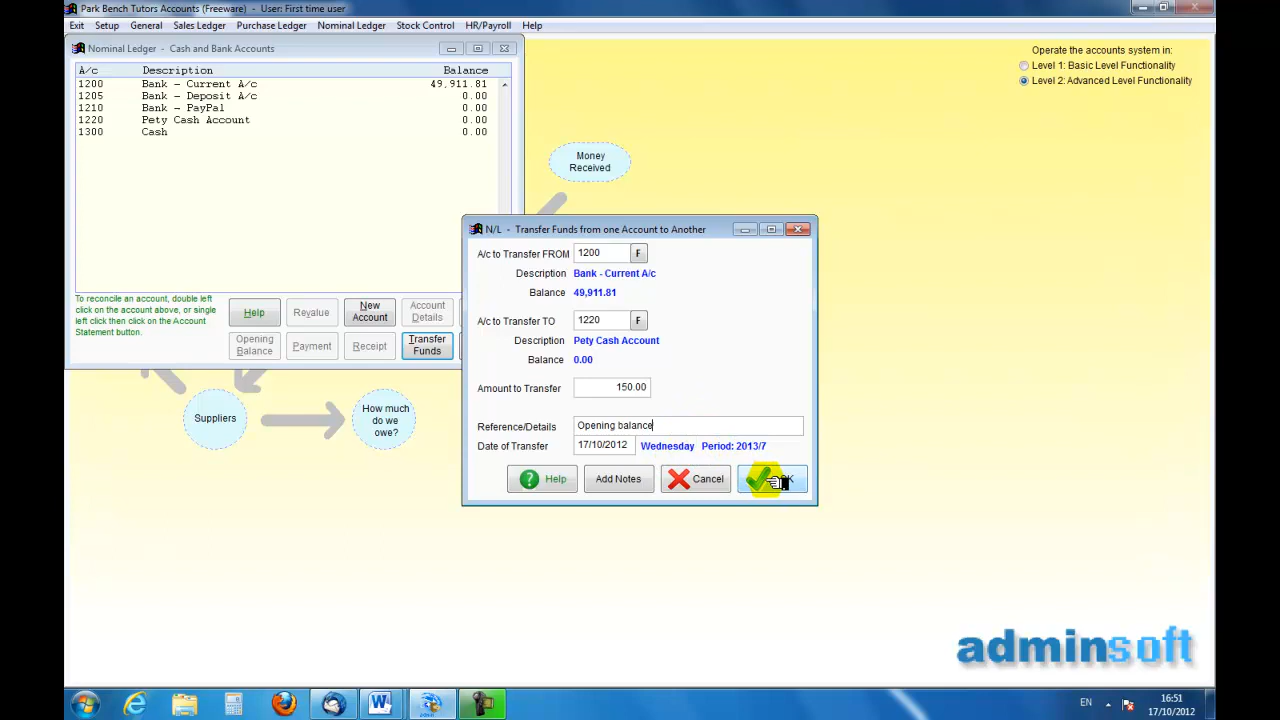 Park Bench Tutors Accounts (Freeware) - User: First time user
Exit Setup General Sales Ledger Purchase Ledger Nominal Ledger Stock Control HR/Payroll Help
Nominal Ledger - Cash and Bank Accounts
A/c Description Balance
1200 Bank - Current A/c 49,911.81
1205 Bank - Deposit A/c 0.00
1210 Bank - PayPal 0.00
1220 Pety Cash Account 0.00
1300 Cash 0.00
To reconcile an account, double left
click on the account above, or single
left click then click on the Account
Statement button.
Help
Revalue
New
Account
Account
Details
Opening
Balance
Payment
Receipt
Transfer
Funds
Operate the accounts system in:
Level 1: Basic Level Functionality
Level 2: Advanced Level Functionality
Money
Received
N/L - Transfer Funds from one Account to Another
A/c to Transfer FROM 1200 F
Description Bank - Current A/c
Balance 49,911.81
A/c to Transfer TO 1220 F
Description Pety Cash Account
Balance 0.00
Amount to Transfer 150.00
Reference/Details Opening balance
Date of Transfer 17/10/2012 Wednesday Period: 2013/7
Help Add Notes Cancel
Suppliers
How much
do we
owe?
adminsoft
EN
16:51
17/10/2012